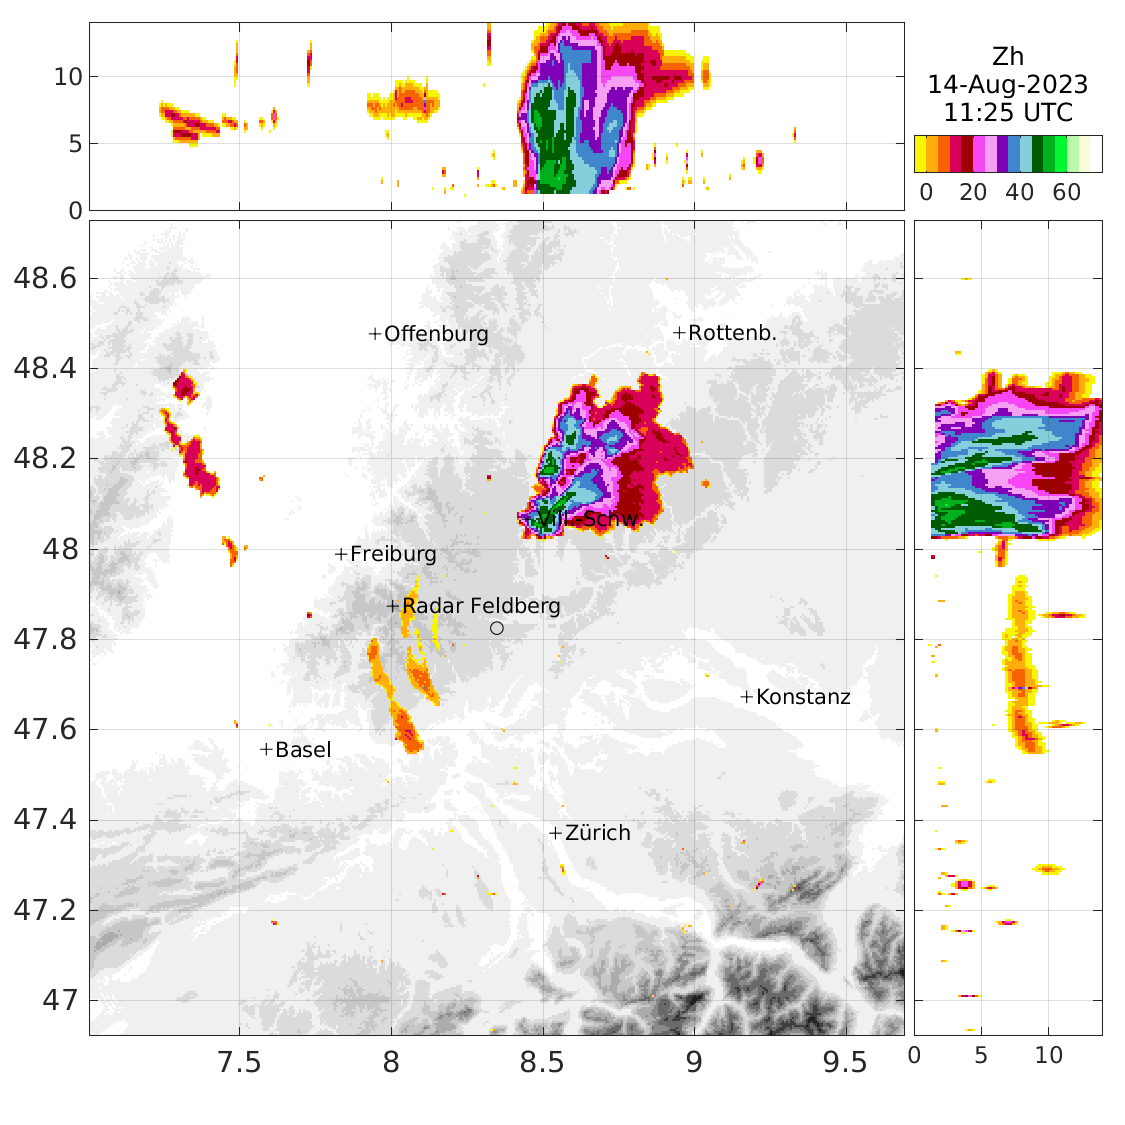 Zh
14-Aug-2023
11:25 UTC
0 20 40 60
10
5
0
48.6
48.4
48.2
48
47.8
47.6
47.4
47.2
47
+Offenburg
+Rottenb.
+Vill.-Schw.
+Freiburg
+Radar Feldberg
+Konstanz
+Basel
+Zürich
7.5 8 8.5 9 9.5
0 5 10